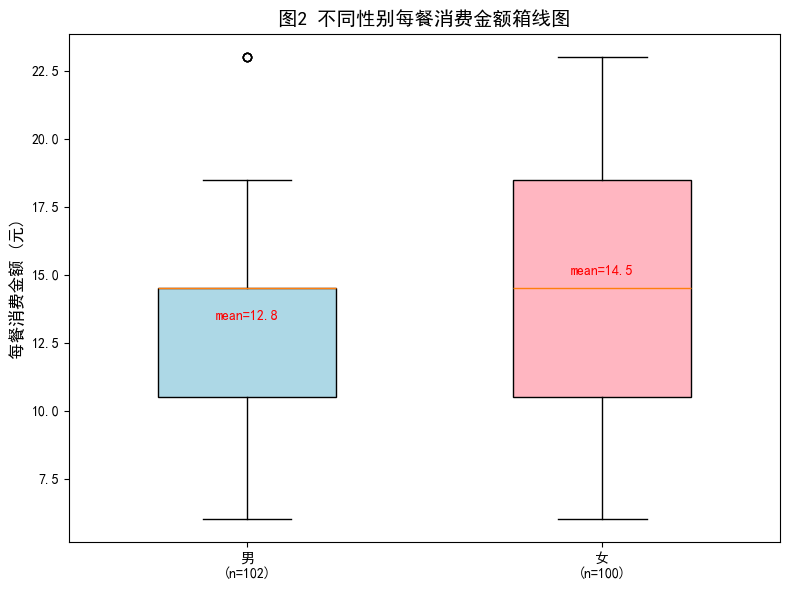 图2 不同性别每餐消费金额箱线图
每餐消费金额（元）
22.5
20.0
17.5
15.0
12.5
10.0
7.5
mean=12.8
mean=14.5
男
(n=102)
女
(n=100)